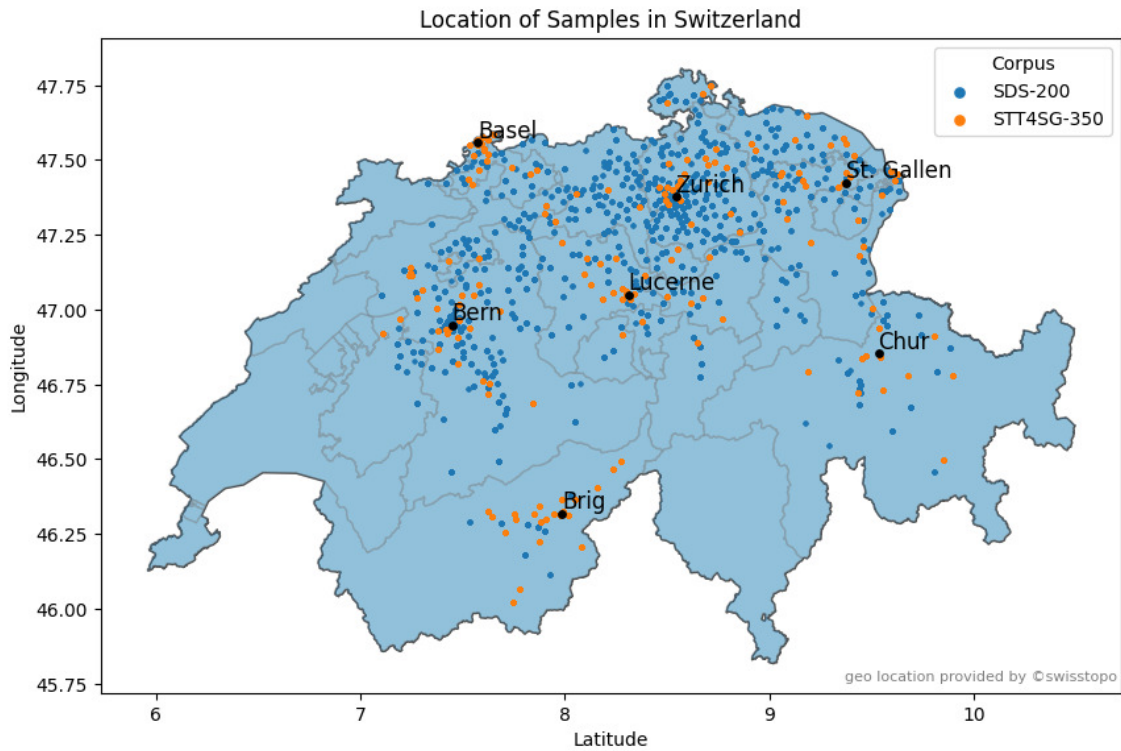 Location of Samples in Switzerland
Corpus
SDS-200
STT4SG-350
47.75
47.50
47.25
47.00
46.75
46.50
46.25
46.00
45.75
Longitude
Basel
St. Gallen
Zurich
Lucerne
Bern
Chur
Brig
geo location provided by ©swisstopo
6
7
8
9
10
Latitude